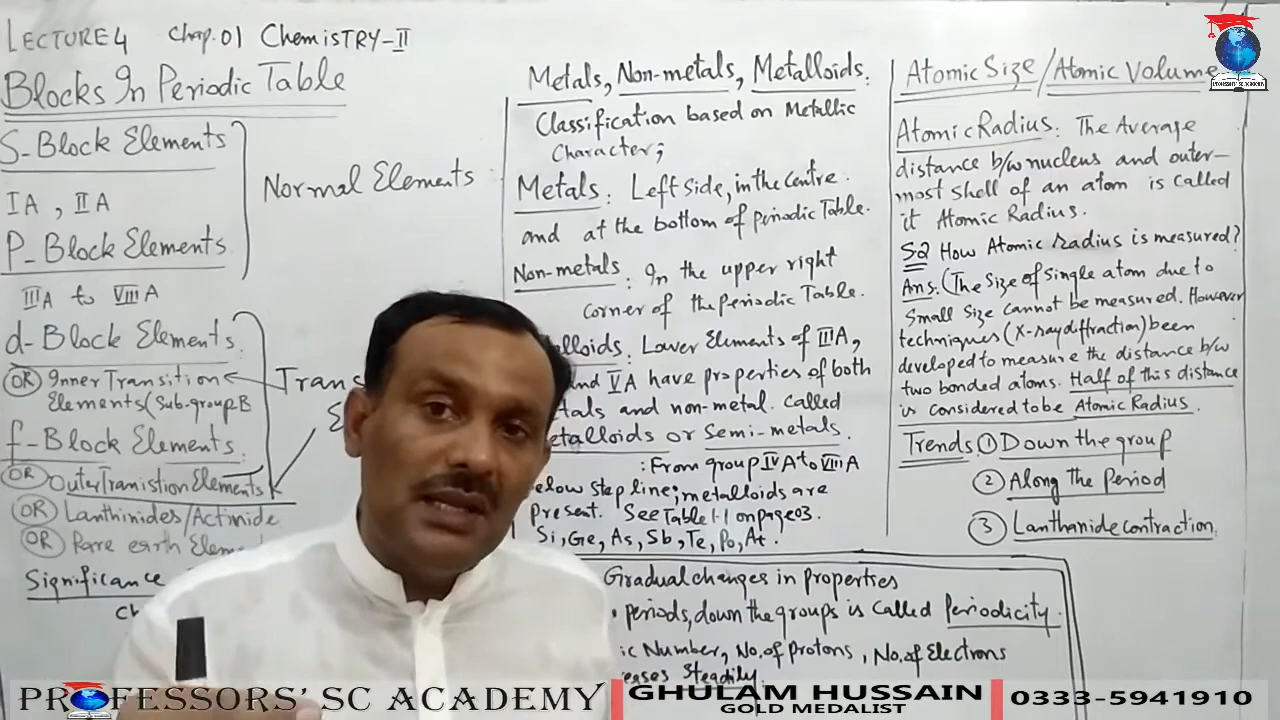 LECTURE 4 Chap. 01 CHEMISTRY-II
Blocks In Periodic Table
S-Block Elements
IA, IIA
P-Block Elements
IIIA to VIIIA
Normal Elements
d-Block Elements.
OR Inner Transition
Elements (Sub-group B
f-Block Elements.
OR Outer Tranistion Elements
OR Lanthinides/Actinide
OR Rare earth Elem
Trans
Significance
Metals, Non-metals, Metalloids.
Classification based on Metallic
Character;
Metals: Left side, in the Centre.
and at the bottom of periodic Table.
Non-metals: In the upper right
corner of the Periodic Table.
lloids: Lower Elements of IIIA,
and VA have properties of both
tals and non-metal. called
etalloids or Semi-metals.
: From group IVA to VIIIA
elow step line; metalloids are
present. See Table 1.1 on page 03.
Si, Ge, As, Sb, Te, Po, At.
Gradual changes in properties
periods, down the groups is called Periodicity.
ic Number, No. of protons, No. of Electrons
reases Steadily.
Atomic Size/Atomic Volume
Atomic Radius: The Average
distance b/w nucleus and outer-
most shell of an atom is called
it Atomic Radius.
S.Q How Atomic radius is measured?
Ans: (The size of single atom due to
Small size cannot be measured. However
techniques (X-ray diffraction) been
developed to measure the distance b/w
two bonded atoms. Half of this distance
is considered to be Atomic Radius.
Trends ① Down the group
② Along The Period
③ Lanthanide contraction.
PROFESSORS' SC ACADEMY
GHULAM HUSSAIN
GOLD MEDALIST
0333-5941910